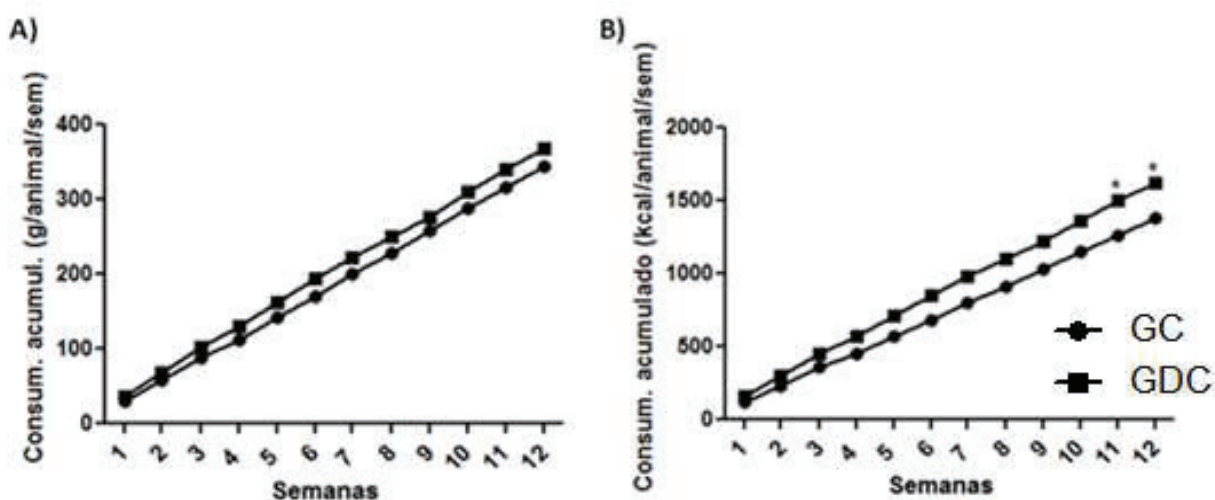 A)
Consum. acumul. (g/animal/sem)
400
300
200
100
0
1 2 3 4 5 6 7 8 9 10 11 12
Semanas
B)
Consum. acumulado (kcal/animal/sem)
2000
1500
1000
500
0
* *
1 2 3 4 5 6 7 8 9 10 11 12
Semanas
GC
GDC